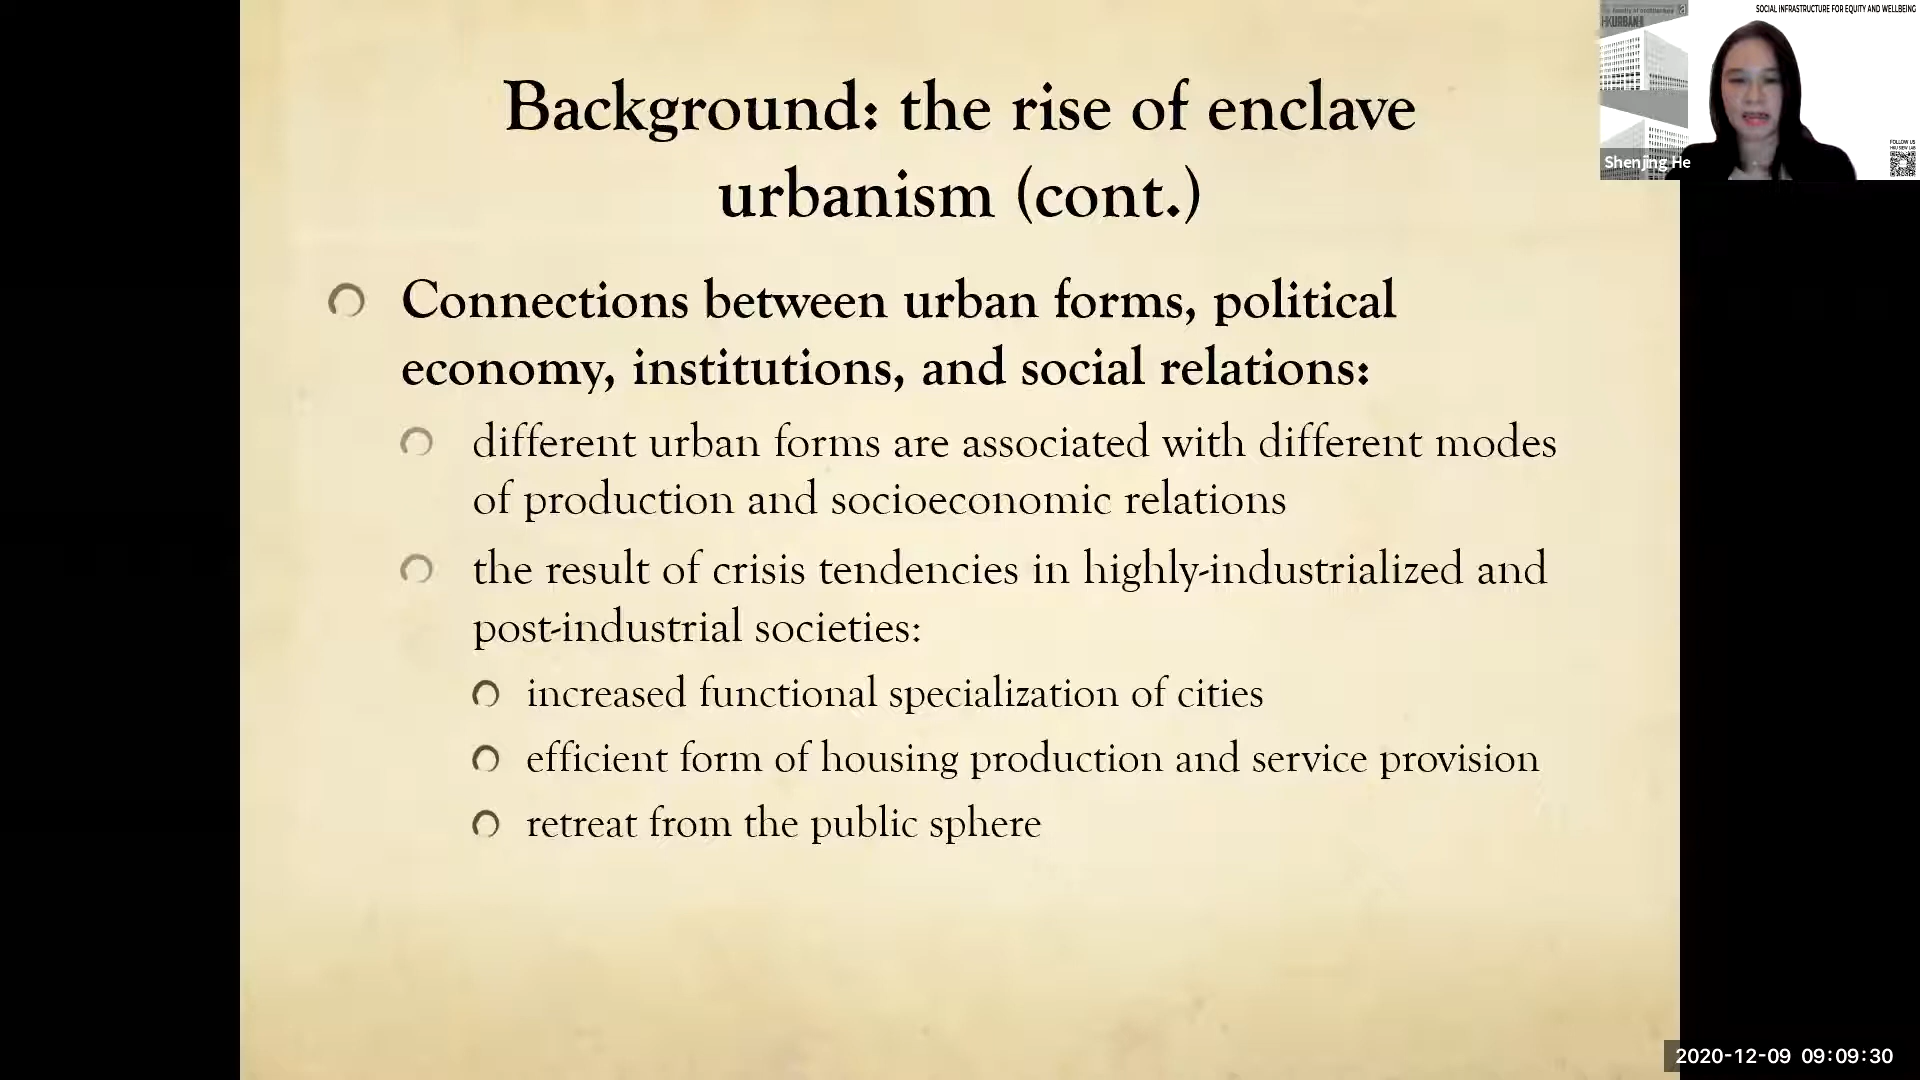 Background: the rise of enclave
urbanism (cont.)
Connections between urban forms, political
economy, institutions, and social relations:
different urban forms are associated with different modes
of production and socioeconomic relations
the result of crisis tendencies in highly-industrialized and
post-industrial societies:
increased functional specialization of cities
efficient form of housing production and service provision
retreat from the public sphere
SOCIAL INFRASTRUCTURE FOR EQUITY AND WELLBEING
Shenjing He
FOLLOW US
2020-12-09 09:09:30